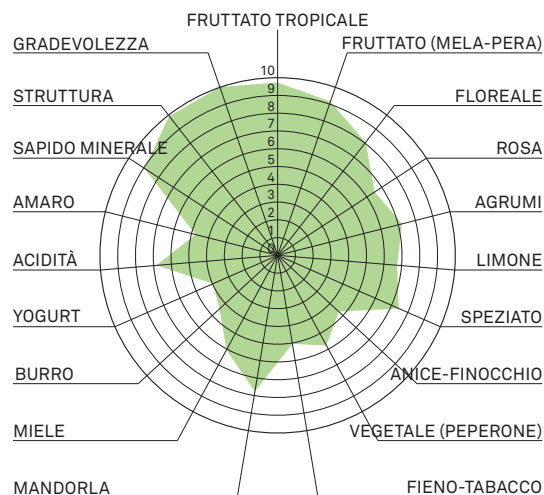 FRUTTATO TROPICALE
GRADEVOLEZZA
FRUTTATO (MELA-PERA)
STRUTTURA
FLOREALE
SAPIDO MINERALE
ROSA
AMARO
AGRUMI
ACIDITÀ
LIMONE
YOGURT
SPEZIATO
BURRO
ANICE-FINOCCHIO
MIELE
VEGETALE (PEPERONE)
MANDORLA
FIENO-TABACCO
10
9
8
7
6
5
4
3
2
1
0